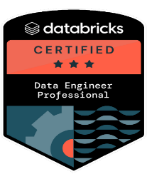 databricks
CERTIFIED
Data Engineer
Professional